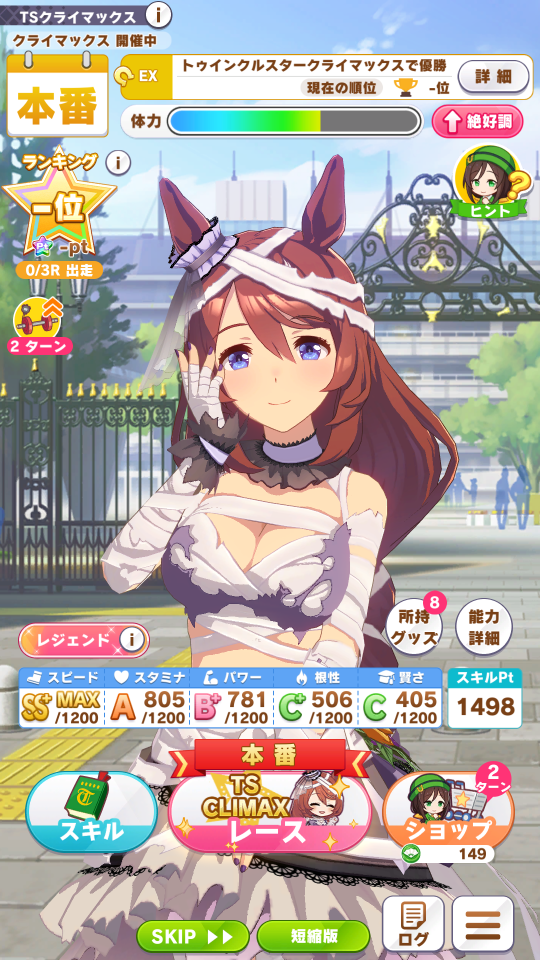 TSクライマックス i
クライマックス 開催中
本番
EX
トゥインクルスタークライマックスで優勝
現在の順位 -位
詳細
体力
絶好調
ランキング i
-位
Pt -pt
0/3R 出走
ヒント
2 ターン
レジェンド i
所持
グッズ
8
能力
詳細
スピード スタミナ パワー 根性 賢さ スキルPt
SS+ MAX /1200
A 805 /1200
B+ 781 /1200
C+ 506 /1200
C 405 /1200
1498
本番
スキル
TS
CLIMAX
レース
2
ターン
ショップ
149
SKIP
短縮版
ログ